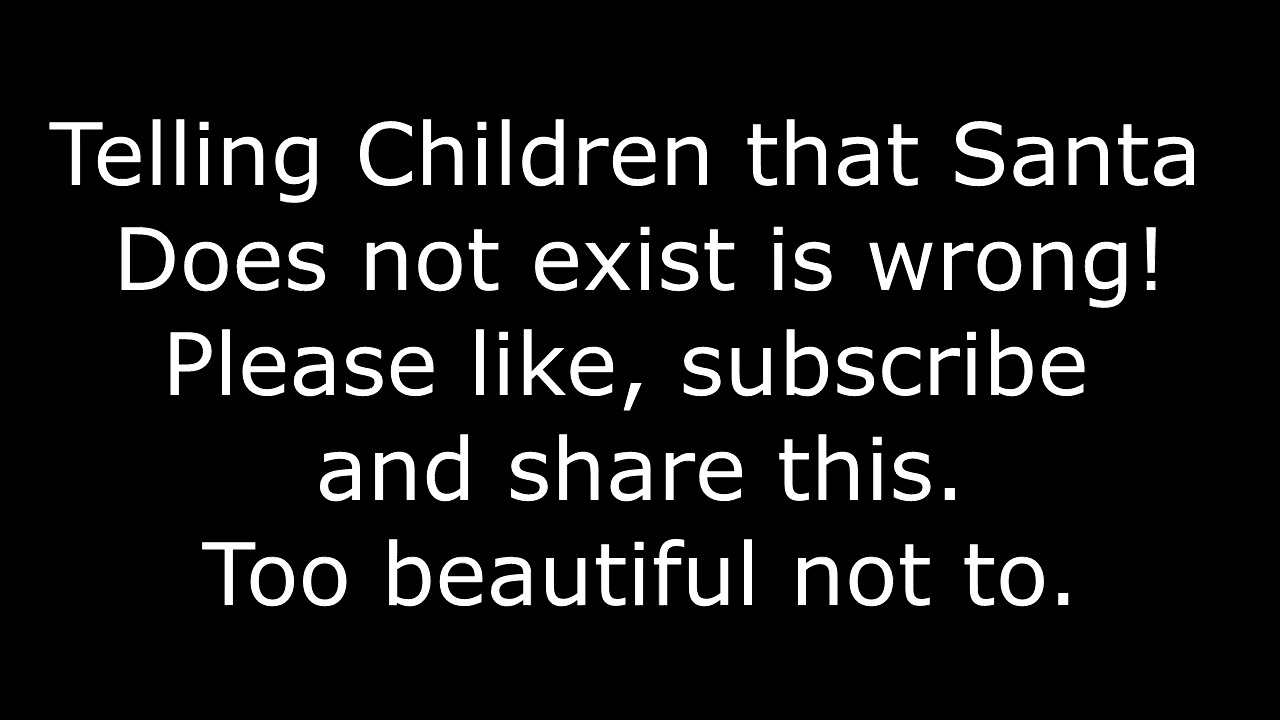 Telling Children that Santa
Does not exist is wrong!
Please like, subscribe
and share this.
Too beautiful not to.